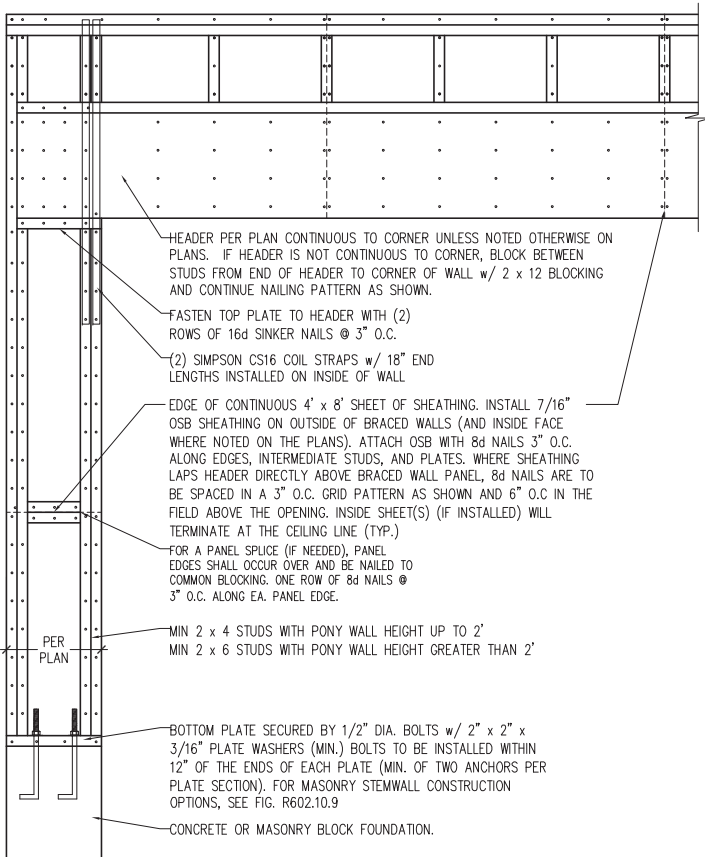 HEADER PER PLAN CONTINUOUS TO CORNER UNLESS NOTED OTHERWISE ON
PLANS. IF HEADER IS NOT CONTINUOUS TO CORNER, BLOCK BETWEEN
STUDS FROM END OF HEADER TO CORNER OF WALL w/ 2 x 12 BLOCKING
AND CONTINUE NAILING PATTERN AS SHOWN.
FASTEN TOP PLATE TO HEADER WITH (2)
ROWS OF 16d SINKER NAILS @ 3" O.C.
(2) SIMPSON CS16 COIL STRAPS w/ 18" END
LENGTHS INSTALLED ON INSIDE OF WALL
EDGE OF CONTINUOUS 4' x 8' SHEET OF SHEATHING. INSTALL 7/16"
OSB SHEATHING ON OUTSIDE OF BRACED WALLS (AND INSIDE FACE
WHERE NOTED ON THE PLANS). ATTACH OSB WITH 8d NAILS 3" O.C.
ALONG EDGES, INTERMEDIATE STUDS, AND PLATES. WHERE SHEATHING
LAPS HEADER DIRECTLY ABOVE BRACED WALL PANEL, 8d NAILS ARE TO
BE SPACED IN A 3" O.C. GRID PATTERN AS SHOWN AND 6" O.C IN THE
FIELD ABOVE THE OPENING. INSIDE SHEET(S) (IF INSTALLED) WILL
TERMINATE AT THE CEILING LINE (TYP.)
FOR A PANEL SPLICE (IF NEEDED), PANEL
EDGES SHALL OCCUR OVER AND BE NAILED TO
COMMON BLOCKING. ONE ROW OF 8d NAILS @
3" O.C. ALONG EA. PANEL EDGE.
MIN 2 x 4 STUDS WITH PONY WALL HEIGHT UP TO 2'
MIN 2 x 6 STUDS WITH PONY WALL HEIGHT GREATER THAN 2'
PER
PLAN
BOTTOM PLATE SECURED BY 1/2" DIA. BOLTS w/ 2" x 2" x
3/16" PLATE WASHERS (MIN.) BOLTS TO BE INSTALLED WITHIN
12" OF THE ENDS OF EACH PLATE (MIN. OF TWO ANCHORS PER
PLATE SECTION). FOR MASONRY STEMWALL CONSTRUCTION
OPTIONS, SEE FIG. R602.10.9
CONCRETE OR MASONRY BLOCK FOUNDATION.